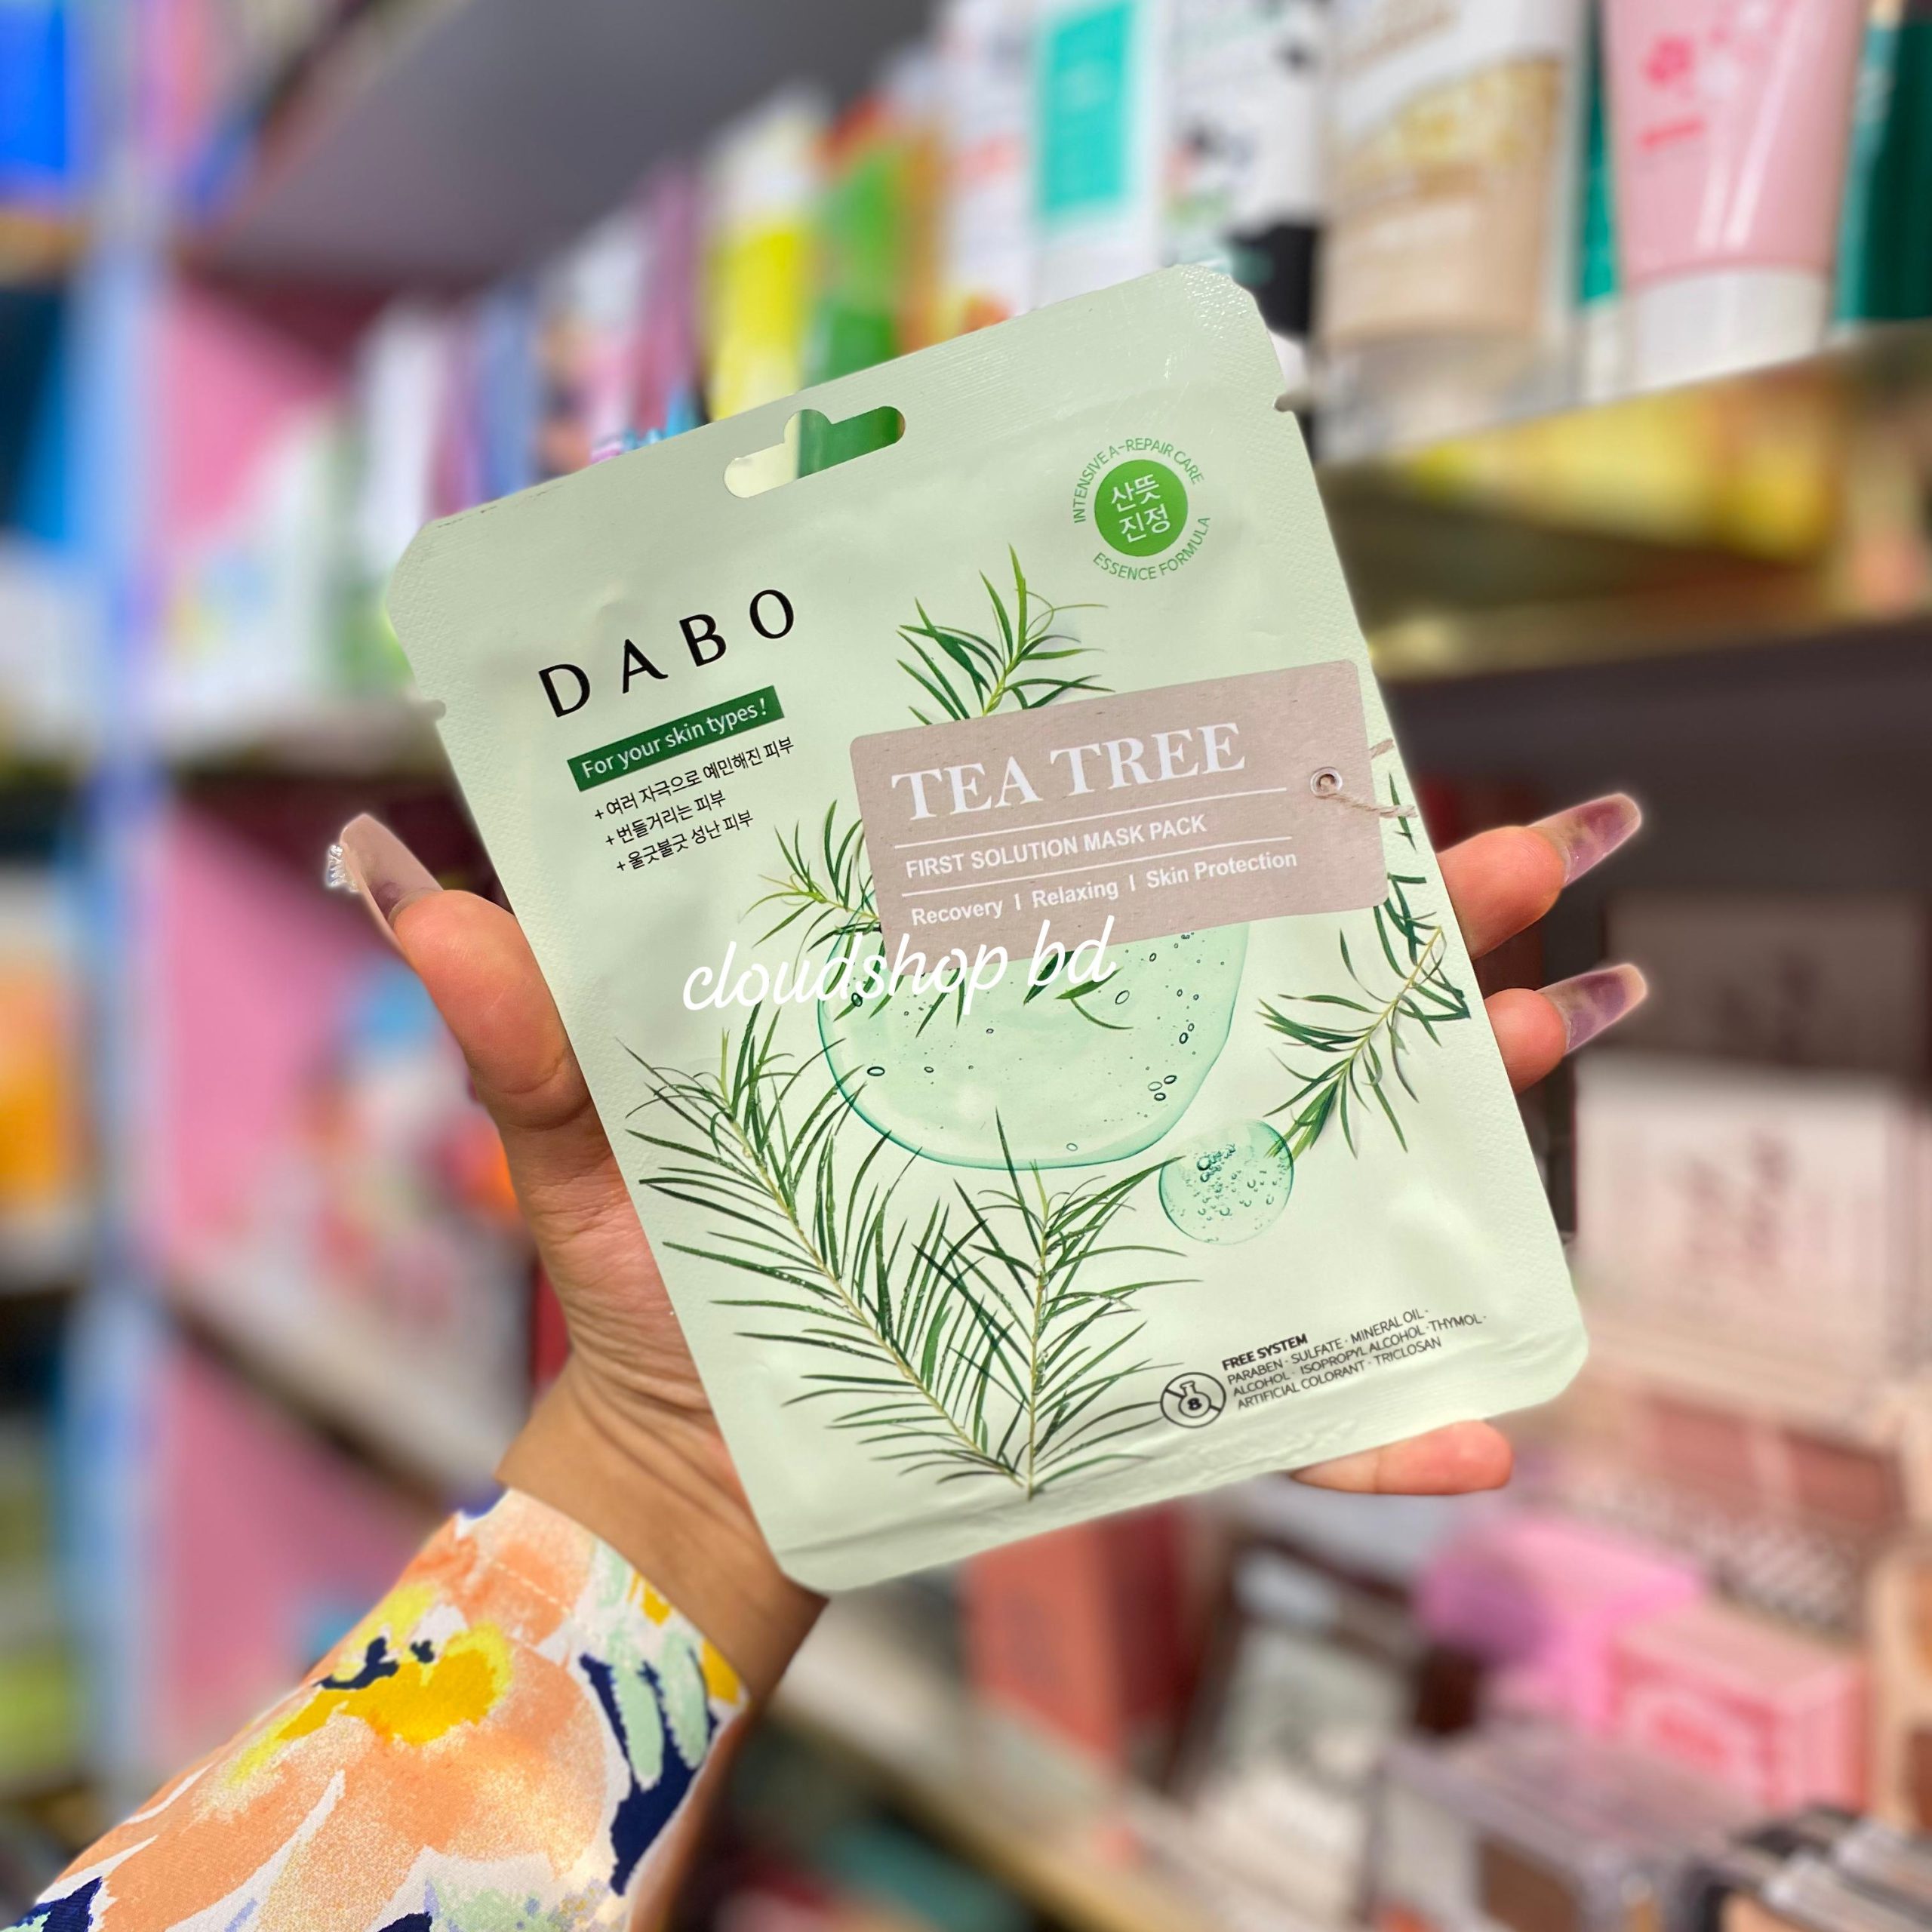 INTENSIVE A-REPAIR CARE
산뜻
진정
ESSENCE FORMULA
DABO
For your skin types!
+ 여러 자극으로 예민해진 피부
+ 번들거리는 피부
+ 울긋불긋 성난 피부
TEA TREE
FIRST SOLUTION MASK PACK
Recovery | Relaxing | Skin Protection
cloudshop bd
8
FREE SYSTEM
PARABEN · SULFATE · MINERAL OIL ·
ALCOHOL · ISOPROPYL ALCOHOL · THYMOL ·
ARTIFICIAL COLORANT · TRICLOSAN